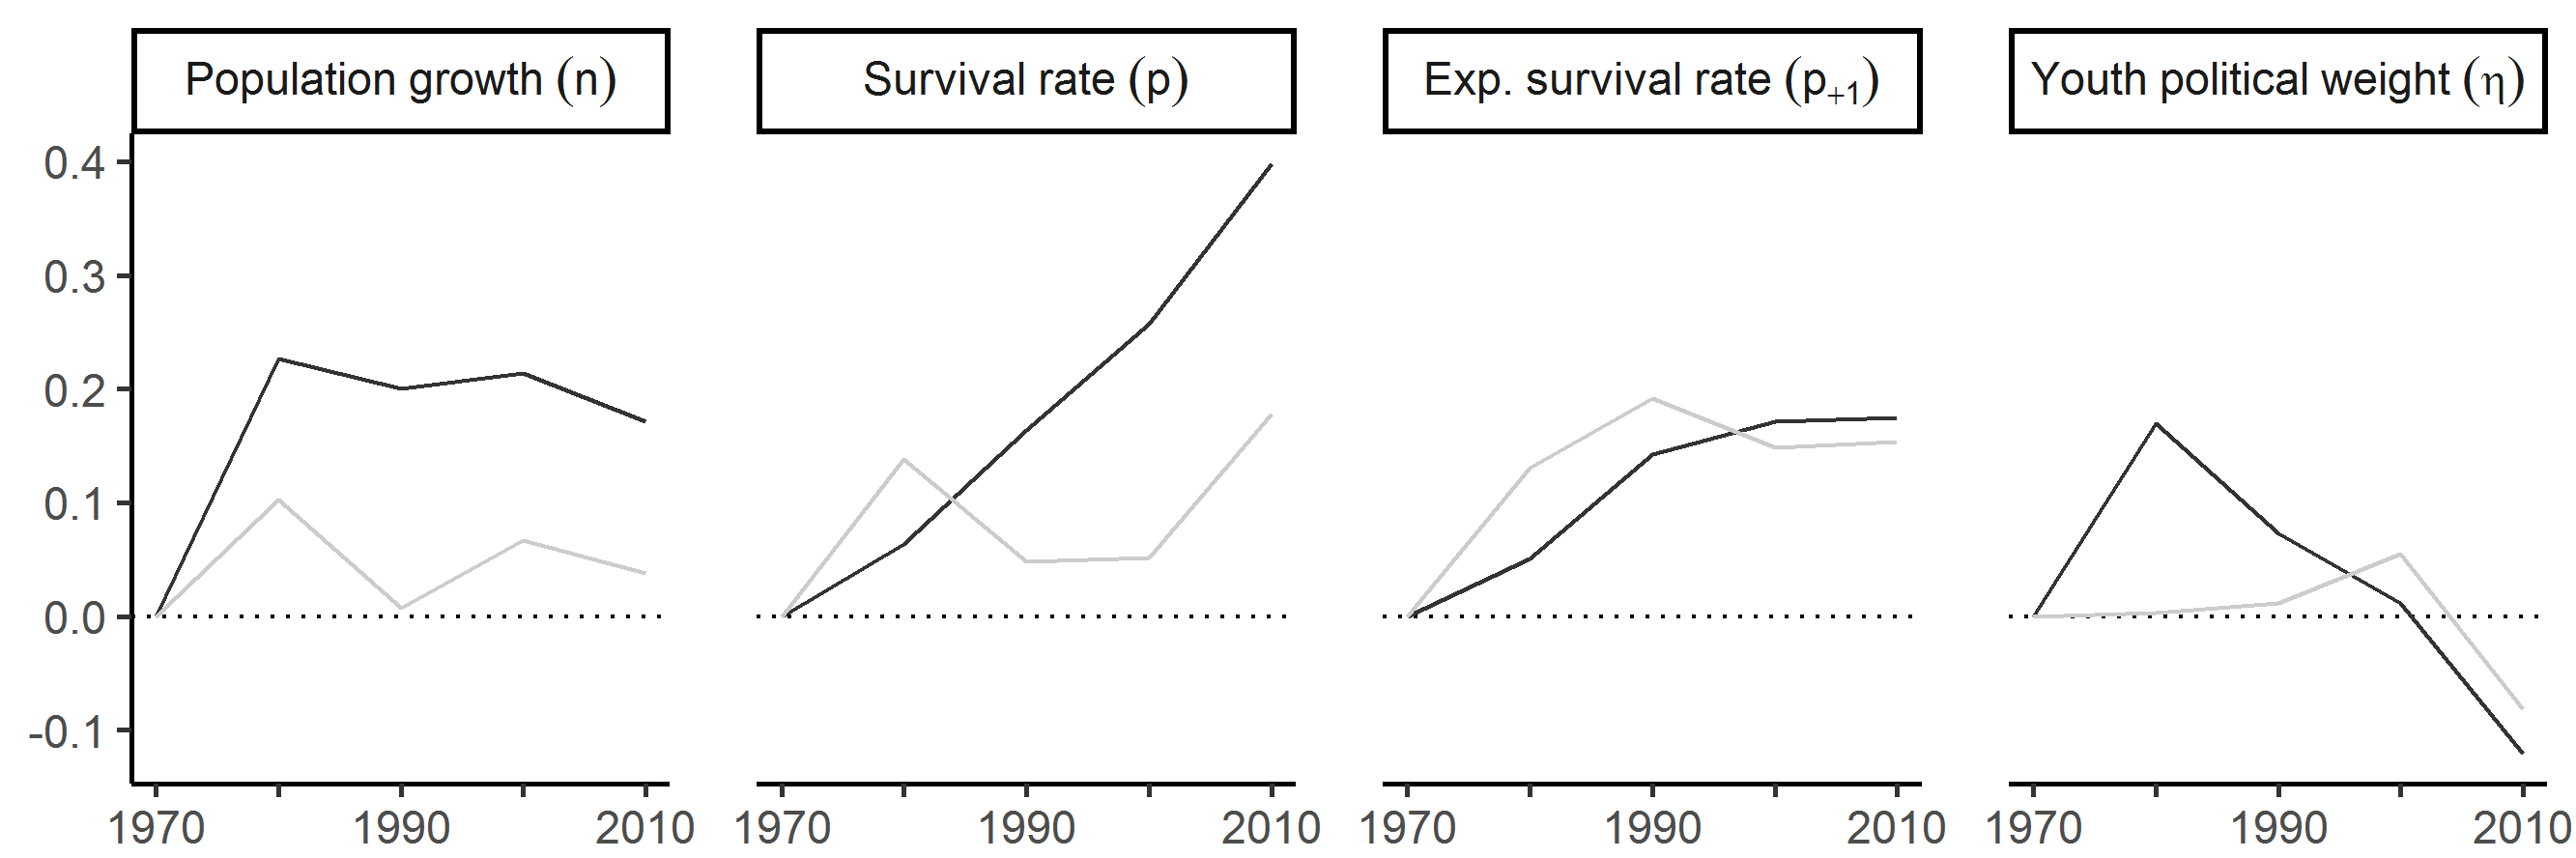 Population growth (n)
Survival rate (p)
Exp. survival rate (p+1)
Youth political weight (η)
0.4
0.3
0.2
0.1
0.0
-0.1
1970 1990 2010
1970 1990 2010
1970 1990 2010
1970 1990 2010